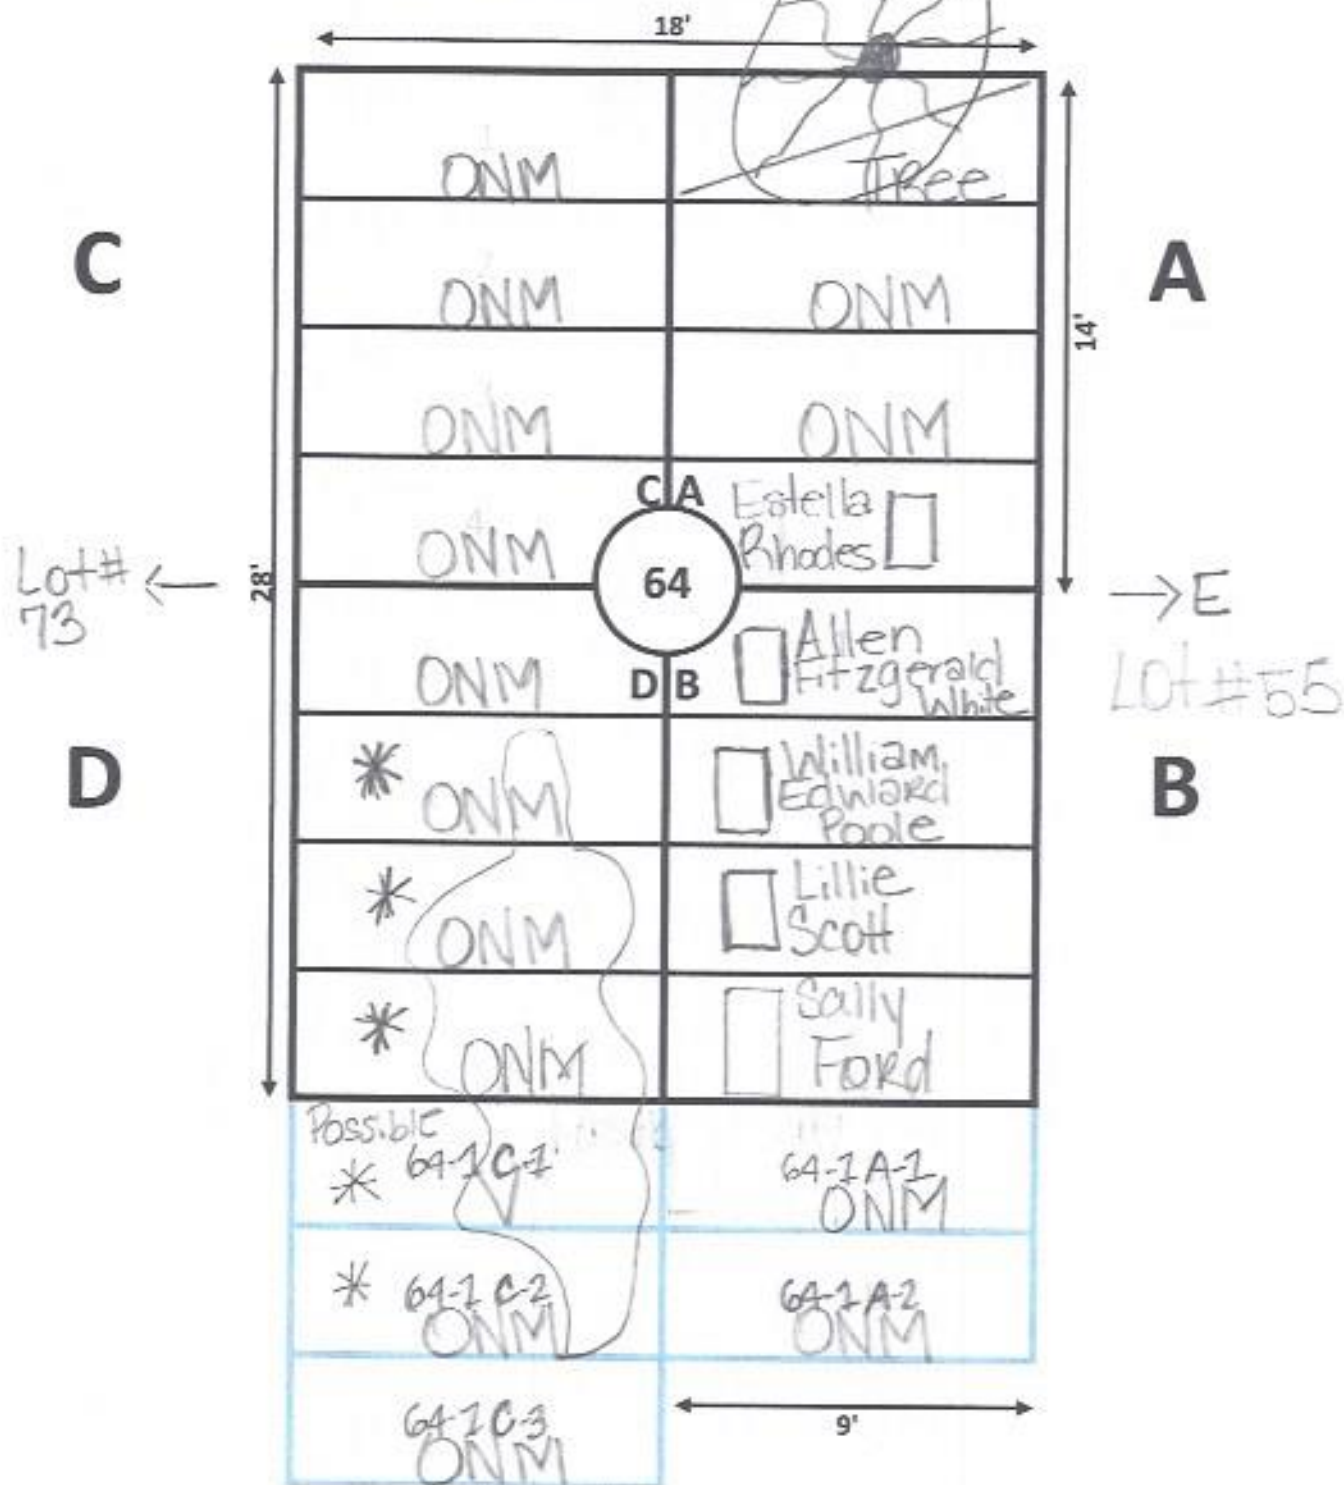 18'
ONM
TRee
C
A
ONM
ONM
14'
ONM
ONM
C A
Estella
Rhodes
ONM
Lot#
73
28'
64
E
Lot #55
Allen
Fitzgerald
White
ONM
D B
D
B
ONM
William
Edward
Poole
ONM
Lillie
Scott
ONM
Sally
Ford
Possible
64-1 C-1
V
64-1 A-1
ONM
64-1 C-2
ONM
64-1 A-2
ONM
64-1 C-3
ONM
9'